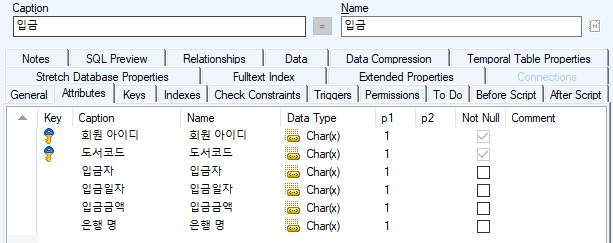 Caption Name
입금 = 입금 N
Notes SQL Preview Relationships Data Data Compression Temporal Table Properties
Stretch Database Properties Fulltext Index Extended Properties Connections
General Attributes Keys Indexes Check Constraints Triggers Permissions To Do Before Script After Script
Key Caption Name Data Type p1 p2 Not Null Comment
회원 아이디 회원 아이디 Char(x) 1
도서코드 도서코드 Char(x) 1
입금자 입금자 Char(x) 1
입금일자 입금일자 Char(x) 1
입금금액 입금금액 Char(x) 1
은행 명 은행 명 Char(x) 1